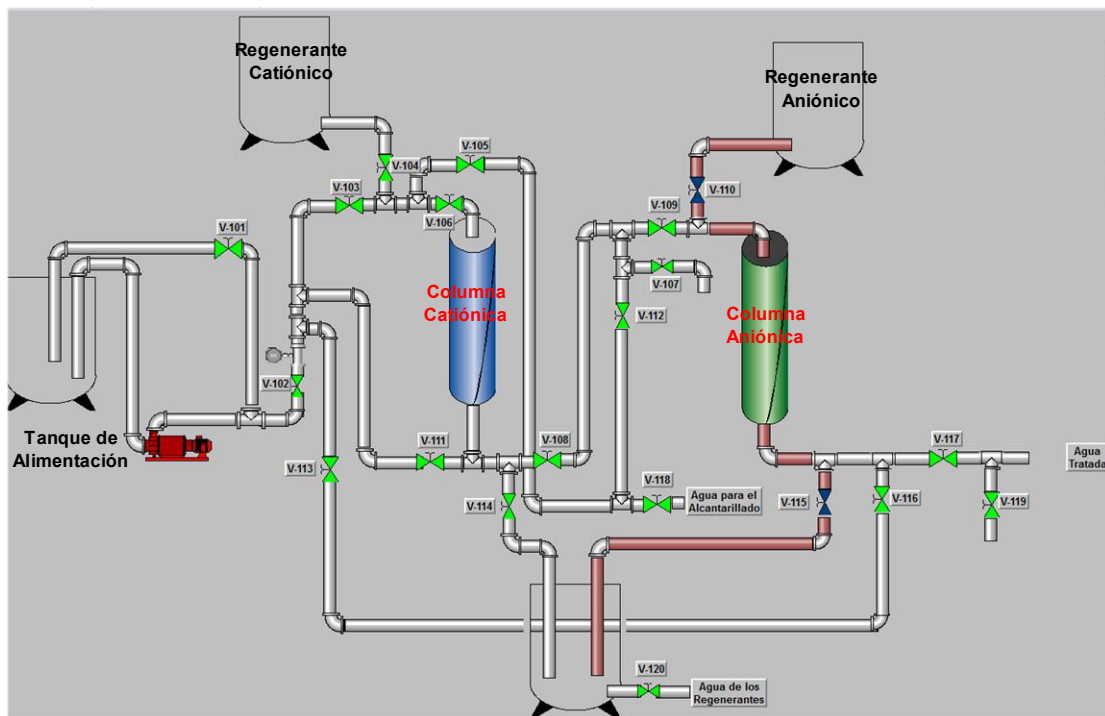 Regenerante
Catiónico
Regenerante
Aniónico
V-105
V-104
V-110
V-103
V-109
V-106
V-101
V-107
Columna
Catiónica
V-112
Columna
Aniónica
V-102
Tanque de
Alimentación
V-111
V-108
V-117
Agua
Tratada
V-113
V-118
Agua para el
Alcantarillado
V-114
V-115
V-116
V-119
V-120
Agua de los
Regenerantes